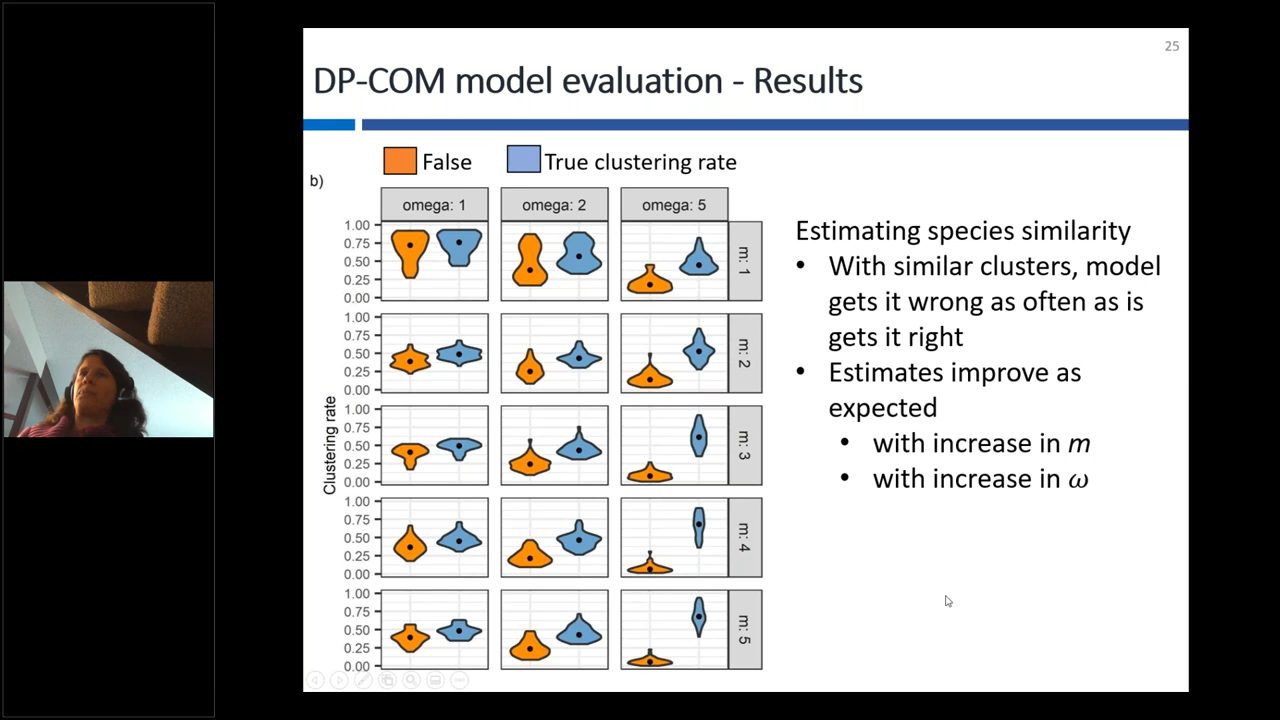 25
DP-COM model evaluation - Results
False
True clustering rate
b)
omega: 1
omega: 2
omega: 5
Clustering rate
1.00
0.75
0.50
0.25
0.00
m: 1
1.00
0.75
0.50
0.25
0.00
m: 2
1.00
0.75
0.50
0.25
0.00
m: 3
1.00
0.75
0.50
0.25
0.00
m: 4
1.00
0.75
0.50
0.25
0.00
m: 5
Estimating species similarity
• With similar clusters, model
gets it wrong as often as is
gets it right
• Estimates improve as
expected
• with increase in m
• with increase in ω